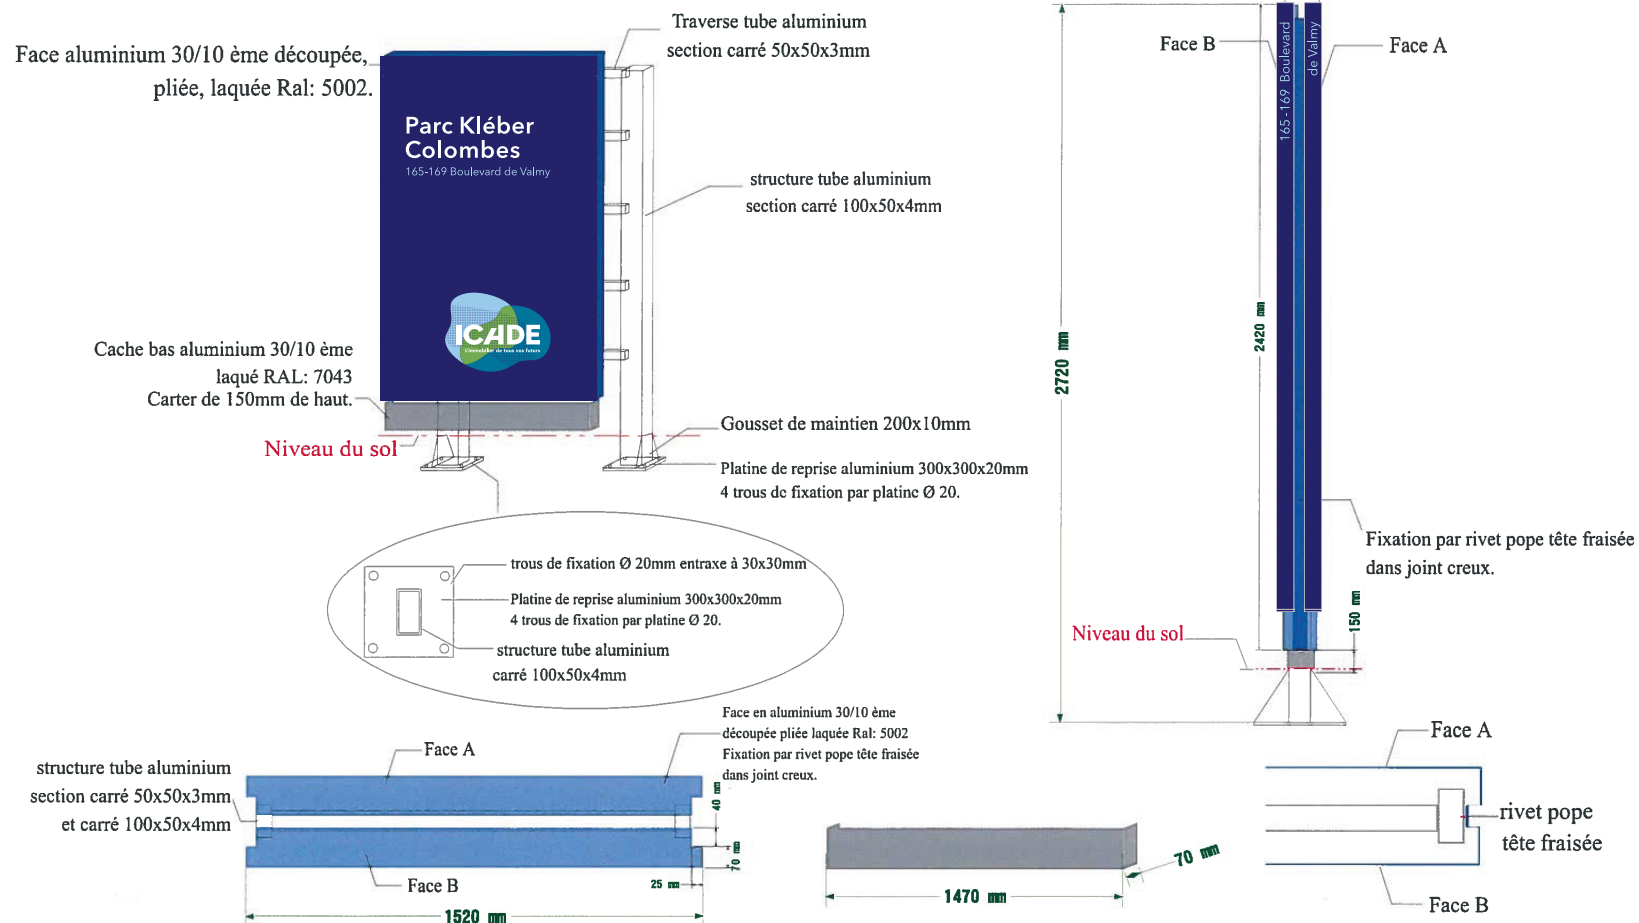 Face aluminium 30/10 ème découpée,
pliée, laquée Ral: 5002.
Traverse tube aluminium
section carré 50x50x3mm
Parc Kléber
Colombes
165-169 Boulevard de Valmy
structure tube aluminium
section carré 100x50x4mm
ICADE
L'immobilier de tous vos futurs
Cache bas aluminium 30/10 ème
laqué RAL: 7043
Carter de 150mm de haut.
Niveau du sol
Gousset de maintien 200x10mm
Platine de reprise aluminium 300x300x20mm
4 trous de fixation par platine Ø 20.
trous de fixation Ø 20mm entraxe à 30x30mm
Platine de reprise aluminium 300x300x20mm
4 trous de fixation par platine Ø 20.
structure tube aluminium
carré 100x50x4mm
Face B
Face A
165-169 Boulevard
de Valmy
2720 mm
2420 mm
Fixation par rivet pope tête fraisée
dans joint creux.
150 mm
Niveau du sol
Face A
Face en aluminium 30/10 ème
découpée pliée laquée Ral: 5002
Fixation par rivet pope tête fraisée
dans joint creux.
structure tube aluminium
section carré 50x50x3mm
et carré 100x50x4mm
40 mm
70 mm
25 mm
Face B
1520 mm
70 mm
1470 mm
Face A
rivet pope
tête fraisée
Face B